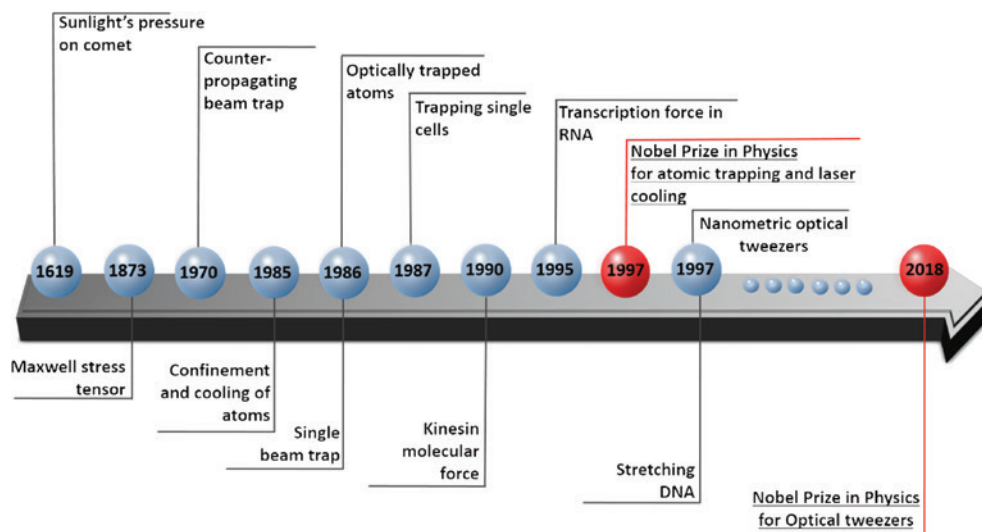 Sunlight's pressure
on comet
Counter-
propagating
beam trap
Optically trapped
atoms
Trapping single
cells
Transcription force in
RNA
Nobel Prize in Physics
for atomic trapping and laser
cooling
Nanometric optical
tweezers
1619
1873
1970
1985
1986
1987
1990
1995
1997
1997
2018
Maxwell stress
tensor
Confinement
and cooling of
atoms
Single
beam trap
Kinesin
molecular
force
Stretching
DNA
Nobel Prize in Physics
for Optical tweezers